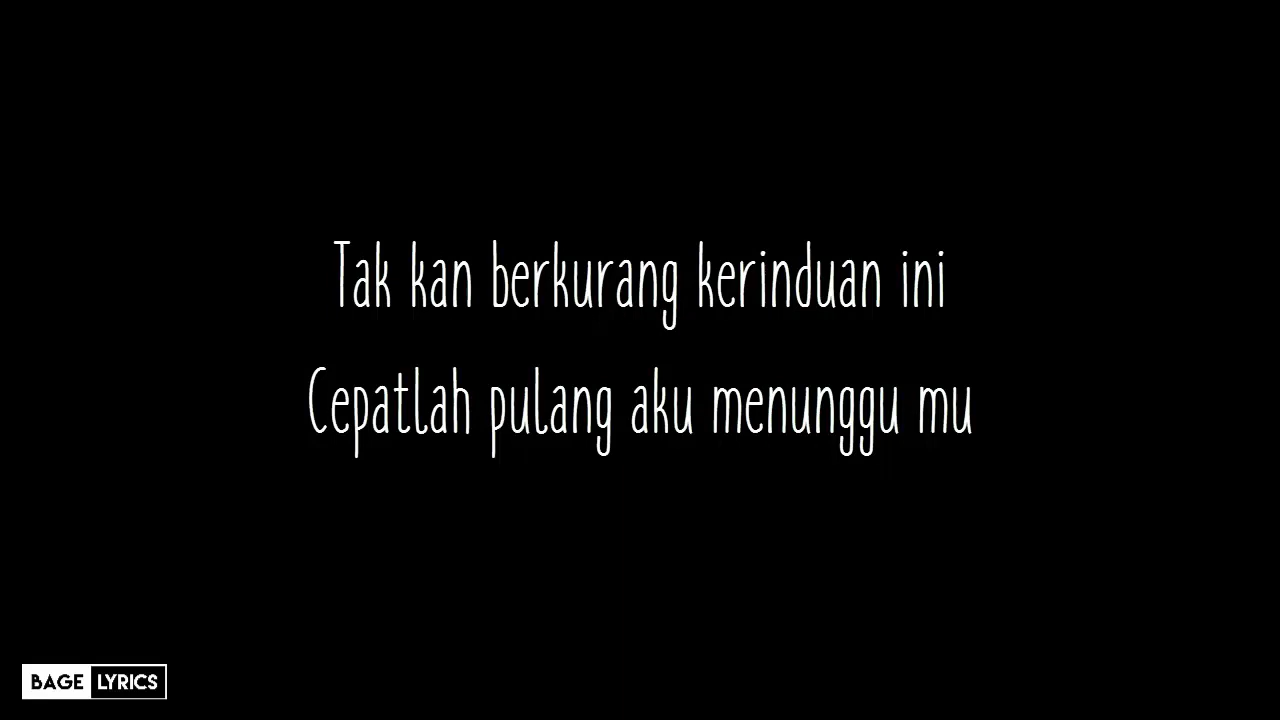 Tak kan berkurang kerinduan ini
Cepatlah pulang aku menunggu mu
BAGE LYRICS